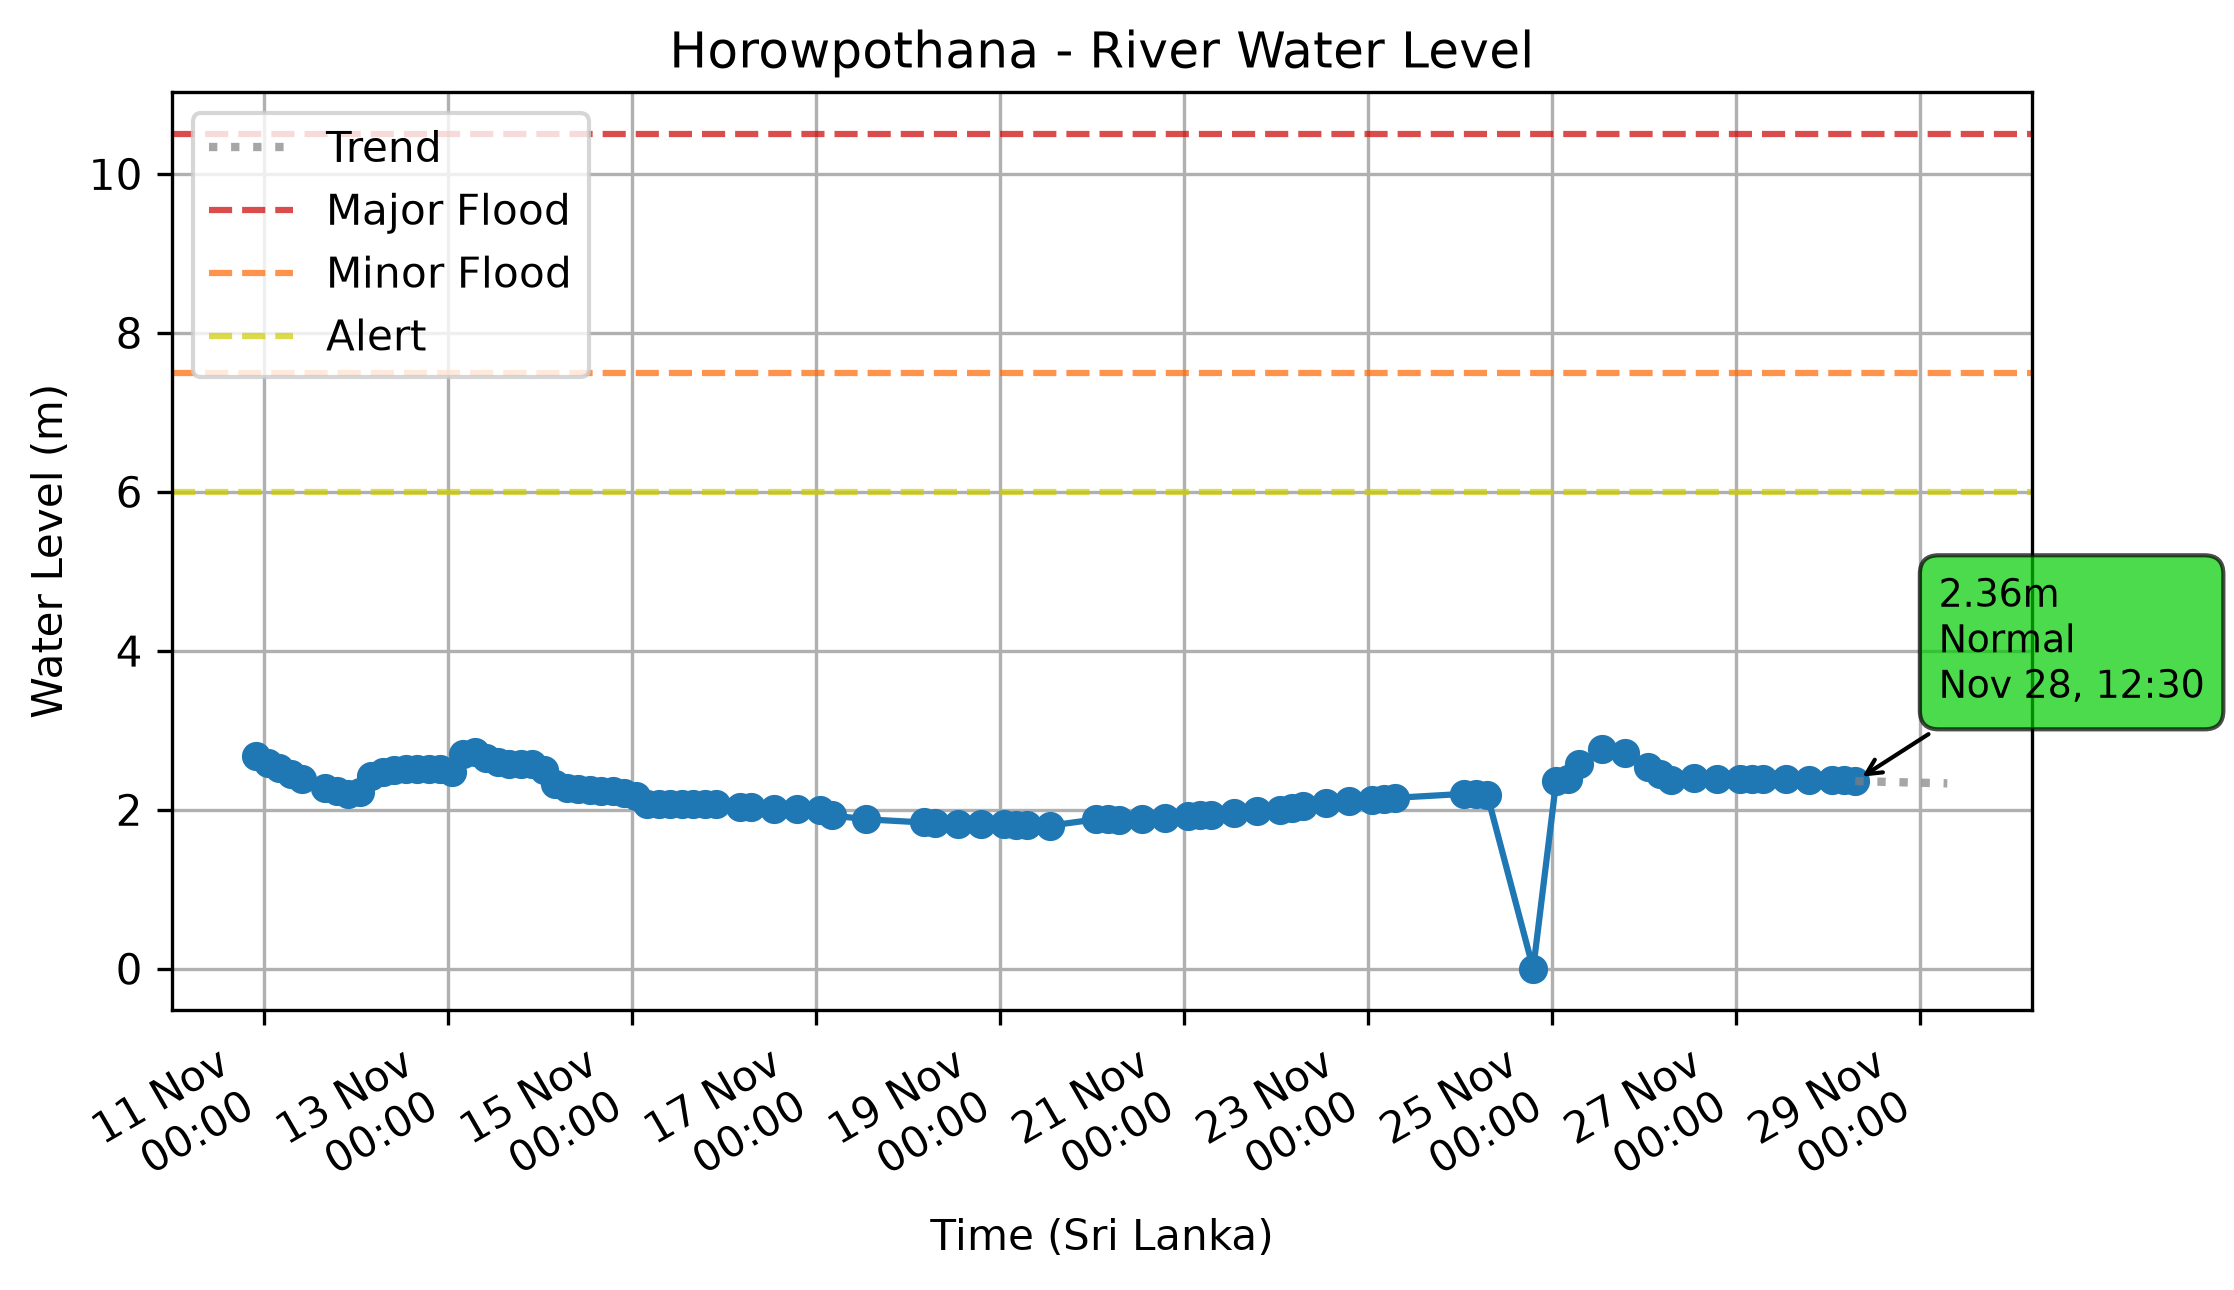 Horowpothana - River Water Level
Trend
Major Flood
Minor Flood
Alert
Water Level (m)
10
8
6
4
2
0
2.36m
Normal
Nov 28, 12:30
11 Nov
00:00
13 Nov
00:00
15 Nov
00:00
17 Nov
00:00
19 Nov
00:00
21 Nov
00:00
23 Nov
00:00
25 Nov
00:00
27 Nov
00:00
29 Nov
00:00
Time (Sri Lanka)